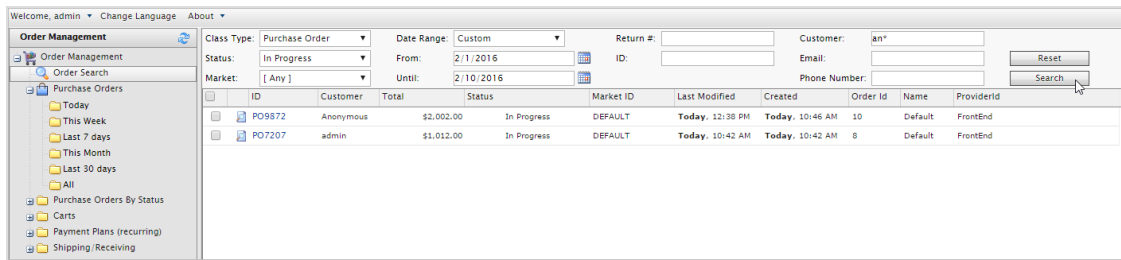 Welcome, admin ▾ Change Language About ▾
Order Management
Order Management
Order Search
Purchase Orders
Today
This Week
Last 7 days
This Month
Last 30 days
All
Purchase Orders By Status
Carts
Payment Plans (recurring)
Shipping/Receiving
Class Type: Purchase Order Date Range: Custom Return #: Customer: an*
Status: In Progress From: 2/1/2016 ID: Email: Reset
Market: [ Any ] Until: 2/10/2016 Phone Number: Search
ID Customer Total Status Market ID Last Modified Created Order Id Name ProviderId
PO9872 Anonymous $2,002.00 In Progress DEFAULT Today, 12:38 PM Today, 10:46 AM 10 Default FrontEnd
PO7207 admin $1,012.00 In Progress DEFAULT Today, 10:42 AM Today, 10:42 AM 8 Default FrontEnd